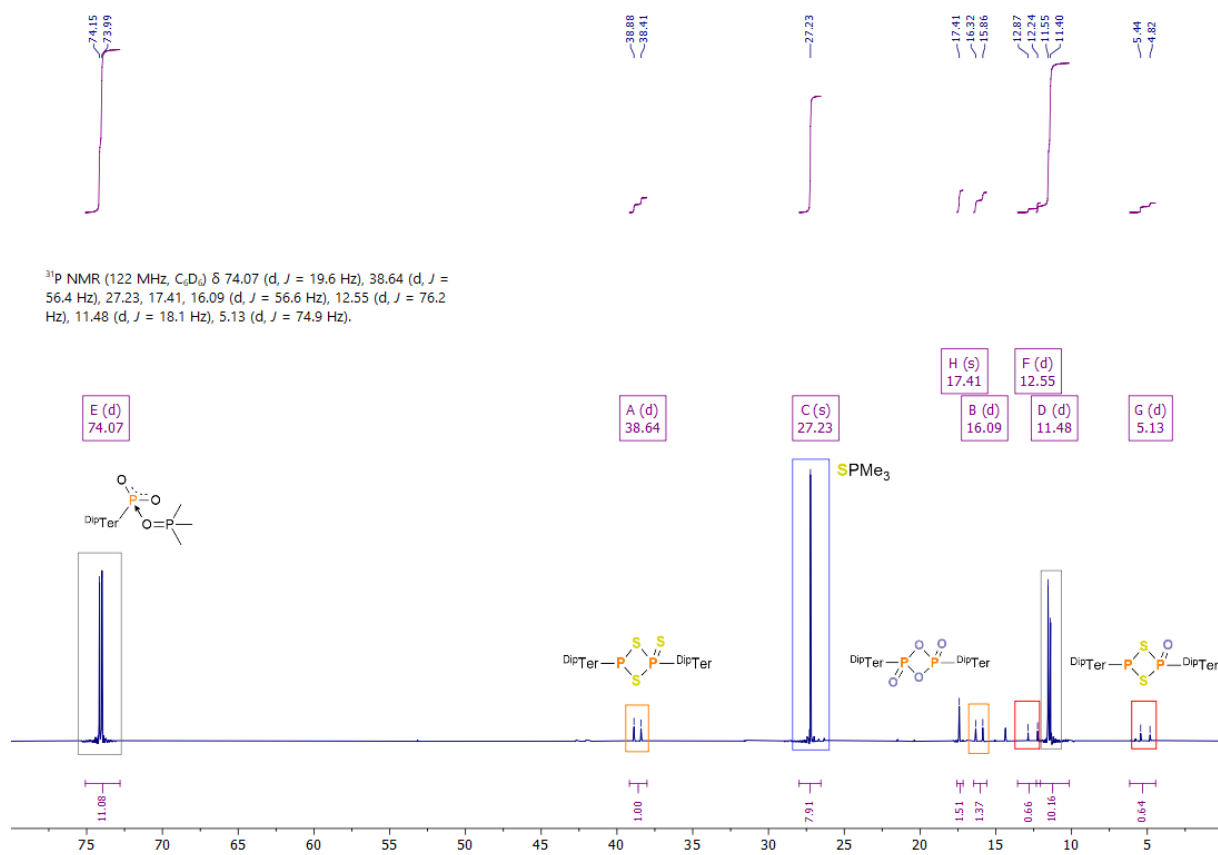 74.15
73.99
38.88
38.41
27.23
17.41
16.32
15.86
12.87
12.24
11.55
11.40
5.44
4.82
³¹P NMR (122 MHz, C₆D₆) δ 74.07 (d, J = 19.6 Hz), 38.64 (d, J =
56.4 Hz), 27.23, 17.41, 16.09 (d, J = 56.6 Hz), 12.55 (d, J = 76.2
Hz), 11.48 (d, J = 18.1 Hz), 5.13 (d, J = 74.9 Hz).
H (s)
17.41
F (d)
12.55
E (d)
74.07
A (d)
38.64
C (s)
27.23
B (d)
16.09
D (d)
11.48
G (d)
5.13
SPMe₃
O
P
O
DipTer
O=P
S S
DipTer P P DipTer
S
O O
DipTer P P DipTer
O O
S O
DipTer P P DipTer
S
11.08
1.00
7.91
1.51
1.37
0.66
10.16
0.64
75 70 65 60 55 50 45 40 35 30 25 20 15 10 5